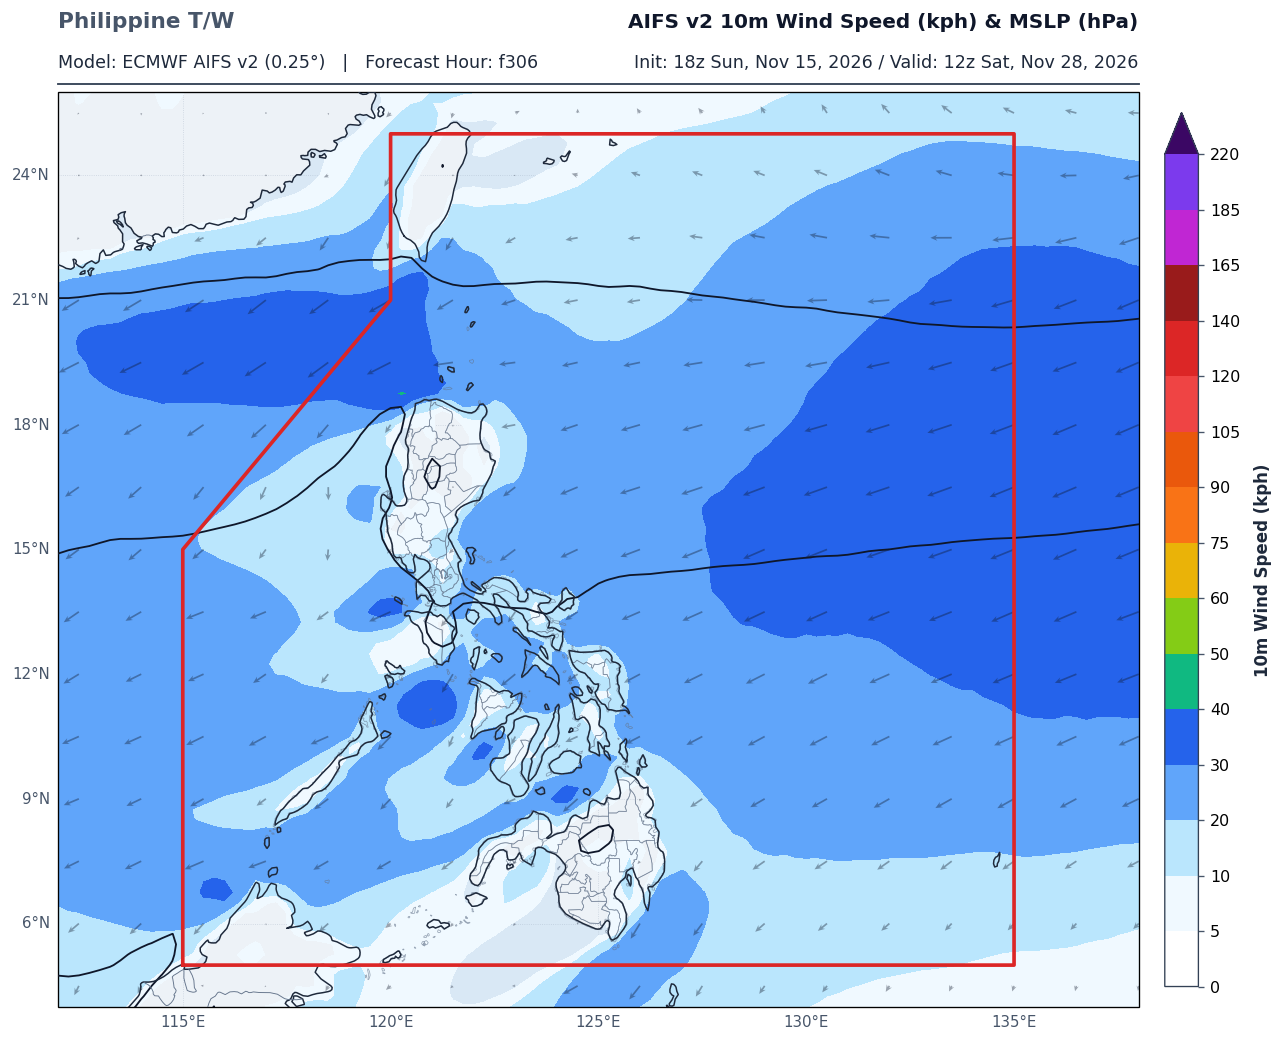 Philippine T/W
AIFS v2 10m Wind Speed (kph) & MSLP (hPa)
Model: ECMWF AIFS v2 (0.25°) | Forecast Hour: f306
Init: 18z Sun, Nov 15, 2026 / Valid: 12z Sat, Nov 28, 2026
24°N
21°N
18°N
15°N
12°N
9°N
6°N
115°E
120°E
125°E
130°E
135°E
220
185
165
140
120
105
90
75
60
50
40
30
20
10
5
0
10m Wind Speed (kph)